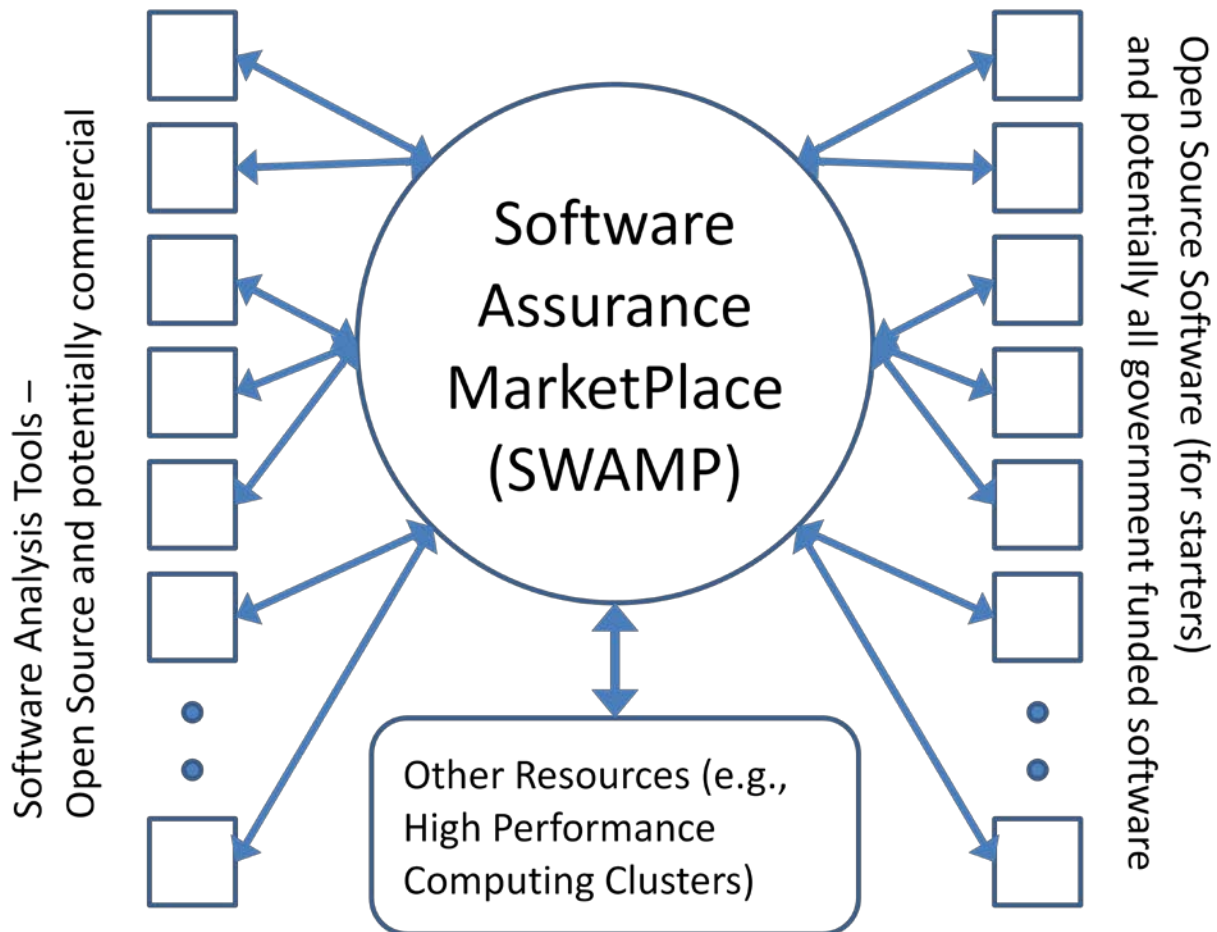 Software Analysis Tools –
Open Source and potentially commercial
Software
Assurance
MarketPlace
(SWAMP)
Other Resources (e.g.,
High Performance
Computing Clusters)
Open Source Software (for starters)
and potentially all government funded software